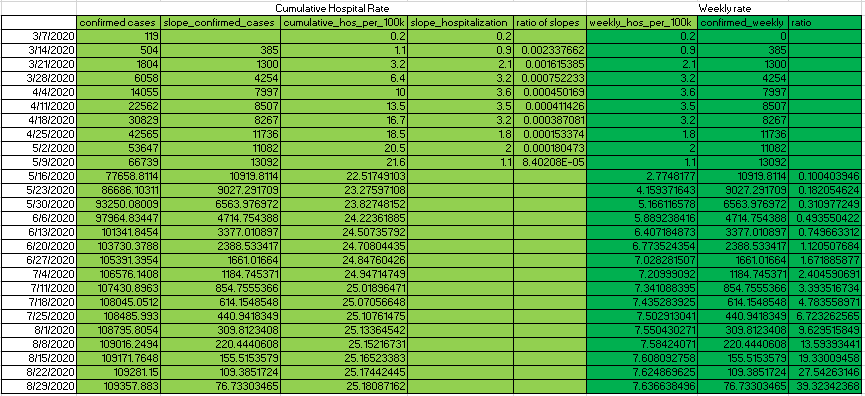 Cumulative Hospital Rate Weekly rate
confirmed cases slope_confirmed_cases cumulative_hos_per_100k slope_hospitalization ratio of slopes weekly_hos_per_100k confirmed_weekly ratio
3/7/2020 119 0.2 0.2 0.2 0
3/14/2020 504 385 1.1 0.9 0.002337662 0.9 385
3/21/2020 1804 1300 3.2 2.1 0.001615385 2.1 1300
3/28/2020 6058 4254 6.4 3.2 0.000752233 3.2 4254
4/4/2020 14055 7997 10 3.6 0.000450169 3.6 7997
4/11/2020 22562 8507 13.5 3.5 0.000411426 3.5 8507
4/18/2020 30829 8267 16.7 3.2 0.000387081 3.2 8267
4/25/2020 42565 11736 18.5 1.8 0.000153374 1.8 11736
5/2/2020 53647 11082 20.5 2 0.000180473 2 11082
5/9/2020 66739 13092 21.6 1.1 8.40208E-05 1.1 13092
5/16/2020 77658.8114 10919.8114 22.51749103 2.7748177 10919.8114 0.100403946
5/23/2020 86686.10311 9027.291709 23.27597108 4.159371643 9027.291709 0.182054624
5/30/2020 93250.08009 6563.976972 23.82748152 5.166116578 6563.976972 0.310977249
6/6/2020 97964.83447 4714.754388 24.22361885 5.889238416 4714.754388 0.493550422
6/13/2020 101341.8454 3377.010897 24.50735792 6.407184873 3377.010897 0.749663312
6/20/2020 103730.3788 2388.533417 24.70804435 6.773524354 2388.533417 1.120507684
6/27/2020 105391.3954 1661.01664 24.84760426 7.028281507 1661.01664 1.671885877
7/4/2020 106576.1408 1184.745371 24.94714749 7.20999092 1184.745371 2.404590691
7/11/2020 107430.8963 854.7555366 25.01896471 7.341088395 854.7555366 3.393516734
7/18/2020 108045.0512 614.1548548 25.07056648 7.435283925 614.1548548 4.783558971
7/25/2020 108485.993 440.9418349 25.10761475 7.502913041 440.9418349 6.723262565
8/1/2020 108795.8054 309.8123408 25.13364542 7.550430271 309.8123408 9.629515849
8/8/2020 109016.2494 220.4440608 25.15216731 7.58424071 220.4440608 13.59393441
8/15/2020 109171.7648 155.5153579 25.16523383 7.608092758 155.5153579 19.33009458
8/22/2020 109281.15 109.3851724 25.17442445 7.624869625 109.3851724 27.54263146
8/29/2020 109357.883 76.73303465 25.18087162 7.636638496 76.73303465 39.32342368